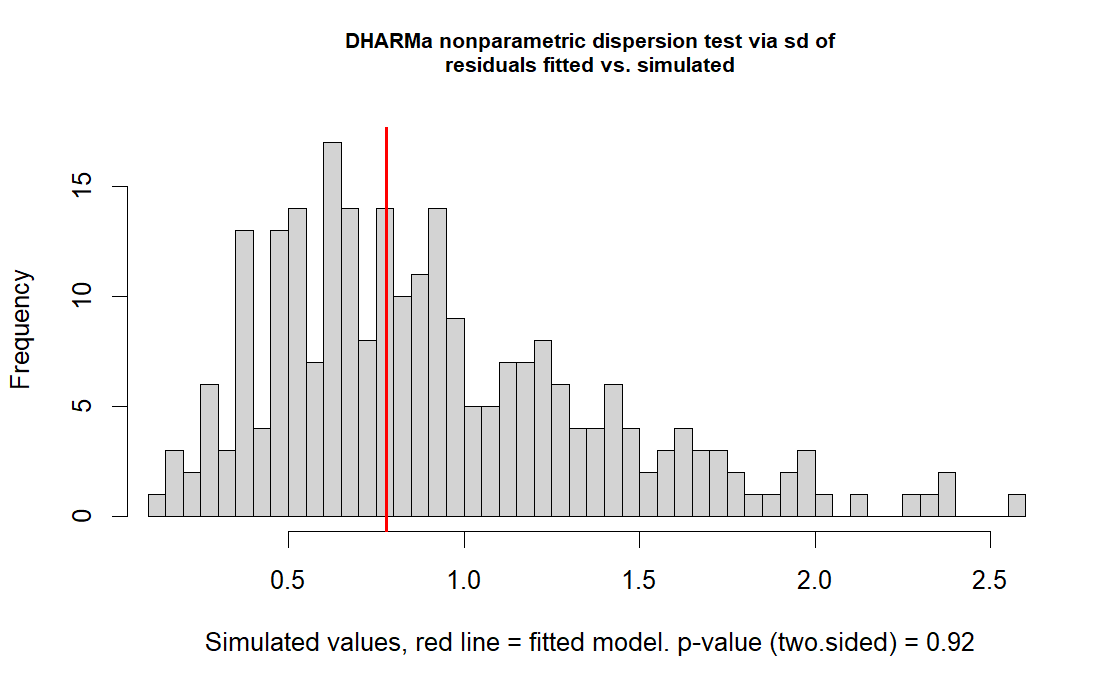 DHARMa nonparametric dispersion test via sd of
residuals fitted vs. simulated
Frequency
15
10
5
0
0.5 1.0 1.5 2.0 2.5
Simulated values, red line = fitted model. p-value (two.sided) = 0.92